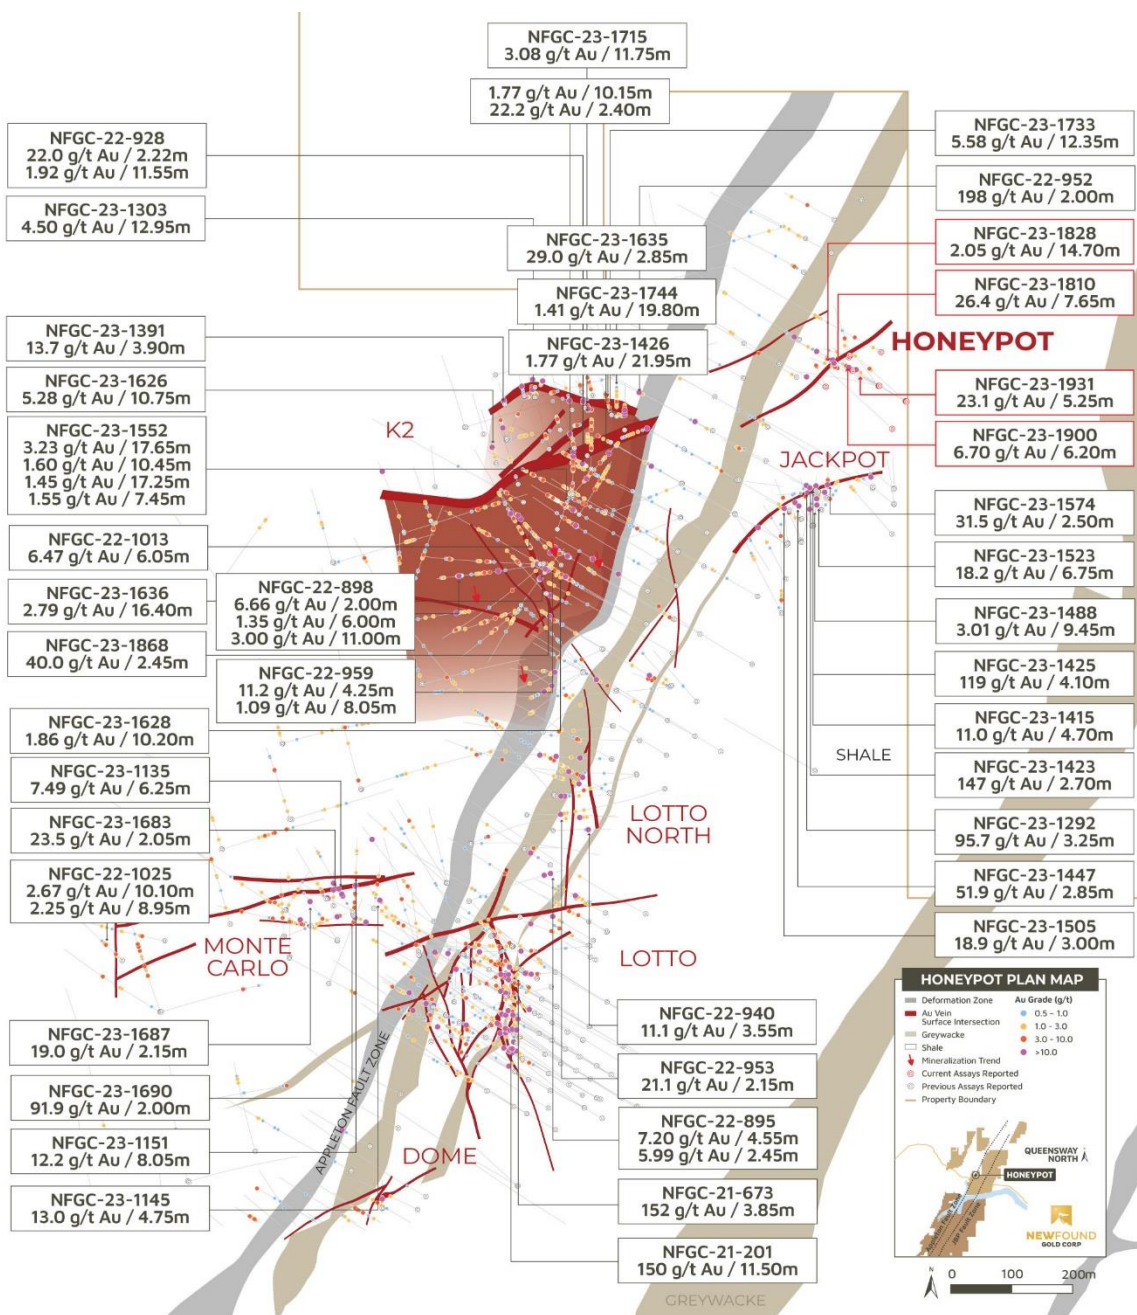 NFGC-23-1715
3.08 g/t Au / 11.75m
1.77 g/t Au / 10.15m
22.2 g/t Au / 2.40m
NFGC-22-928
22.0 g/t Au / 2.22m
1.92 g/t Au / 11.55m
NFGC-23-1303
4.50 g/t Au / 12.95m
NFGC-23-1635
29.0 g/t Au / 2.85m
NFGC-23-1744
1.41 g/t Au / 19.80m
NFGC-23-1426
1.77 g/t Au / 21.95m
NFGC-23-1733
5.58 g/t Au / 12.35m
NFGC-22-952
198 g/t Au / 2.00m
NFGC-23-1828
2.05 g/t Au / 14.70m
NFGC-23-1810
26.4 g/t Au / 7.65m
HONEYPOT
NFGC-23-1931
23.1 g/t Au / 5.25m
NFGC-23-1900
6.70 g/t Au / 6.20m
NFGC-23-1391
13.7 g/t Au / 3.90m
NFGC-23-1626
5.28 g/t Au / 10.75m
NFGC-23-1552
3.23 g/t Au / 17.65m
1.60 g/t Au / 10.45m
1.45 g/t Au / 17.25m
1.55 g/t Au / 7.45m
K2
JACKPOT
NFGC-22-1013
6.47 g/t Au / 6.05m
NFGC-23-1636
2.79 g/t Au / 16.40m
NFGC-23-1868
40.0 g/t Au / 2.45m
NFGC-22-898
6.66 g/t Au / 2.00m
1.35 g/t Au / 6.00m
3.00 g/t Au / 11.00m
NFGC-22-959
11.2 g/t Au / 4.25m
1.09 g/t Au / 8.05m
NFGC-23-1574
31.5 g/t Au / 2.50m
NFGC-23-1523
18.2 g/t Au / 6.75m
NFGC-23-1488
3.01 g/t Au / 9.45m
NFGC-23-1425
119 g/t Au / 4.10m
NFGC-23-1415
11.0 g/t Au / 4.70m
NFGC-23-1423
147 g/t Au / 2.70m
NFGC-23-1292
95.7 g/t Au / 3.25m
NFGC-23-1447
51.9 g/t Au / 2.85m
NFGC-23-1505
18.9 g/t Au / 3.00m
SHALE
NFGC-23-1628
1.86 g/t Au / 10.20m
NFGC-23-1135
7.49 g/t Au / 6.25m
NFGC-23-1683
23.5 g/t Au / 2.05m
NFGC-22-1025
2.67 g/t Au / 10.10m
2.25 g/t Au / 8.95m
LOTTO
NORTH
MONTE
CARLO
LOTTO
NFGC-23-1687
19.0 g/t Au / 2.15m
NFGC-23-1690
91.9 g/t Au / 2.00m
NFGC-23-1151
12.2 g/t Au / 8.05m
NFGC-23-1145
13.0 g/t Au / 4.75m
APPLETON FAULT ZONE
DOME
NFGC-22-940
11.1 g/t Au / 3.55m
NFGC-22-953
21.1 g/t Au / 2.15m
NFGC-22-895
7.20 g/t Au / 4.55m
5.99 g/t Au / 2.45m
NFGC-21-673
152 g/t Au / 3.85m
NFGC-21-201
150 g/t Au / 11.50m
GREYWACKE
HONEYPOT PLAN MAP
Deformation Zone
Au Vein
Surface Intersection
Greywacke
Shale
Mineralization Trend
Current Assays Reported
Previous Assays Reported
Property Boundary
Au Grade (g/t)
0.5 - 1.0
1.0 - 3.0
3.0 - 10.0
>10.0
QUEENSWAY
NORTH
HONEYPOT
Appleton Fault Zone
JBP Fault Zone
NEWFOUND
GOLD CORP
N
0 100 200m